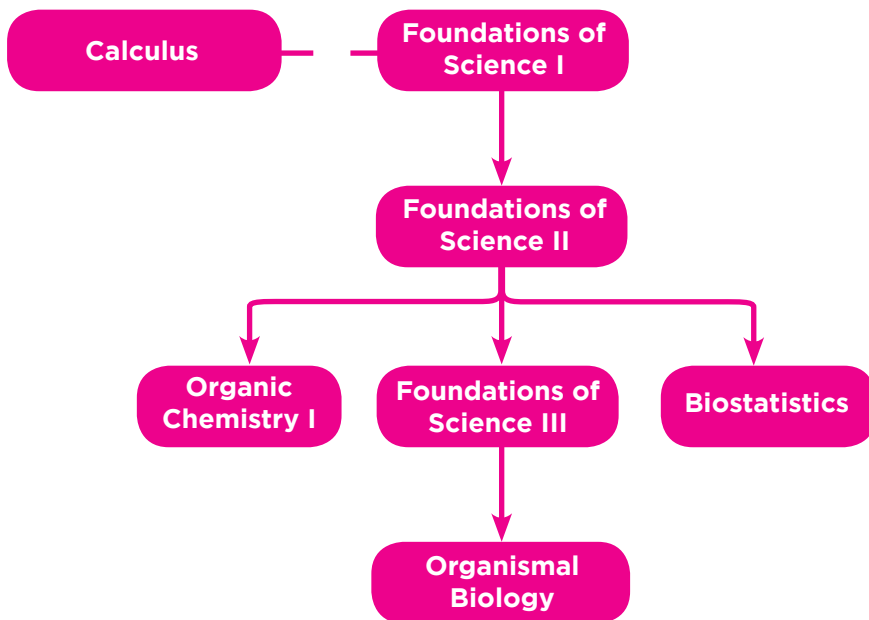 Calculus
Foundations of
Science I
Foundations of
Science II
Organic
Chemistry I
Foundations of
Science III
Biostatistics
Organismal
Biology